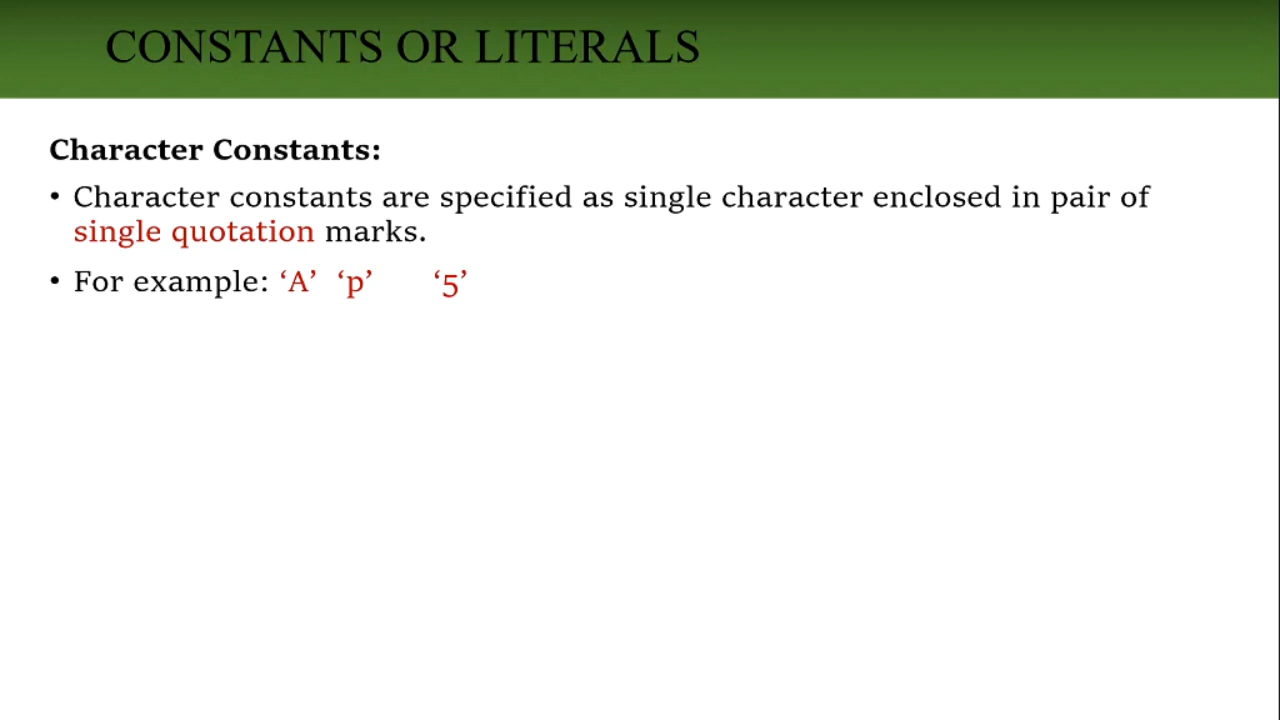 CONSTANTS OR LITERALS
Character Constants:
• Character constants are specified as single character enclosed in pair of
single quotation marks.
• For example: ‘A’ ‘p’ ‘5’